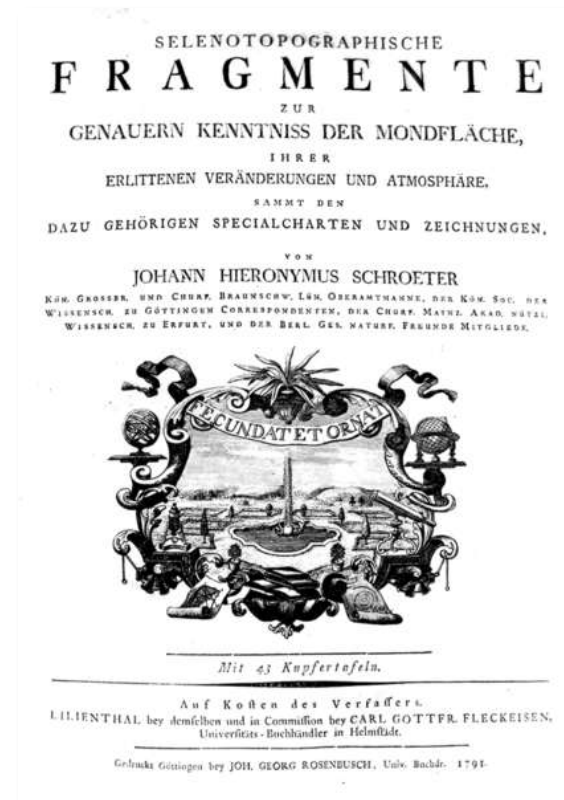 SELENOTOPOGRAPHISCHE
FRAGMENTE
ZUR
GENAUERN KENNTNISS DER MONDFLÄCHE,
IHRER
ERLITTENEN VERÄNDERUNGEN UND ATMOSPHÄRE,
SAMMT DEN
DAZU GEHÖRIGEN SPECIALCHARTEN UND ZEICHNUNGEN,
VON
JOHANN HIERONYMUS SCHROETER
KÖN. GROSSBR. UND CHURF. BRAUNSCHW. LÜN. OBERAMTMANNE, DER KÖN. SOC. DER
WISSENSCH. ZU GÖTTINGEN CORRESPONDENTEN, DER CHURF. MAYNZ. AKAD. NÜTZL.
WISSENSCH. ZU ERFURT, UND DER BERL. GES. NATURF. FREUNDE MITGLIEDE.
FECUNDAT ET ORNAT
Mit 43 Kupfertafeln.
Auf Koſten des Verfaſſers.
LILIENTHAL bey demſelben und in Commiſſion bey CARL GOTTFR. FLECKEISEN,
Univerſitäts-Buchhändler in Helmſtädt.
Gedruckt Göttingen bey JOH. GEORG ROSENBUSCH, Univ. Buchdr. 1791.